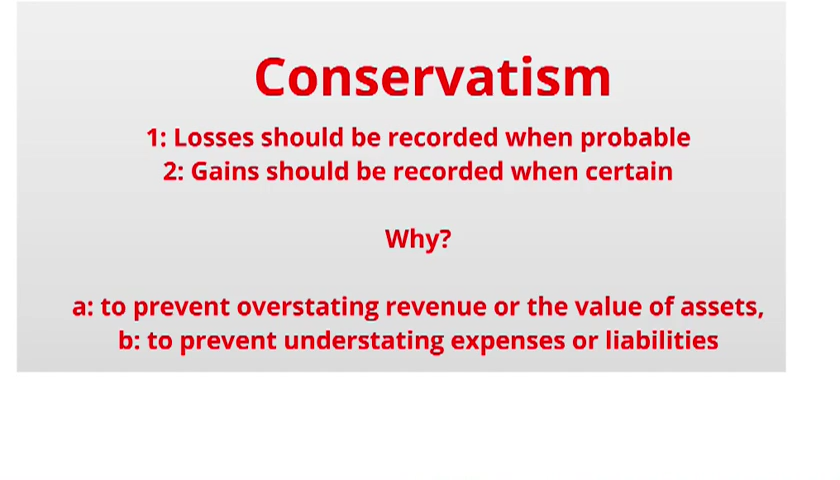 Conservatism
1: Losses should be recorded when probable
2: Gains should be recorded when certain
Why?
a: to prevent overstating revenue or the value of assets,
b: to prevent understating expenses or liabilities